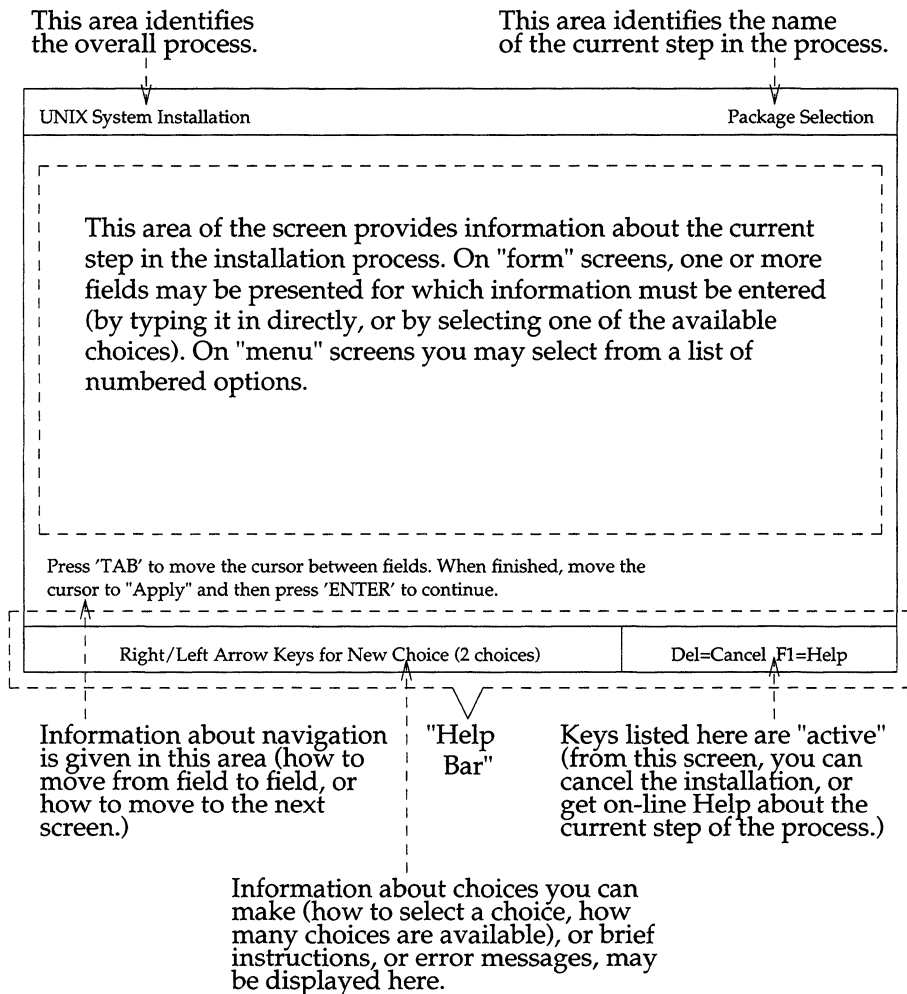 This area identifies
the overall process.
This area identifies the name
of the current step in the process.
UNIX System Installation
Package Selection
This area of the screen provides information about the current
step in the installation process. On "form" screens, one or more
fields may be presented for which information must be entered
(by typing it in directly, or by selecting one of the available
choices). On "menu" screens you may select from a list of
numbered options.
Press 'TAB' to move the cursor between fields. When finished, move the
cursor to "Apply" and then press 'ENTER' to continue.
Right/Left Arrow Keys for New Choice (2 choices)
Del=Cancel F1=Help
Information about navigation
is given in this area (how to
move from field to field, or
how to move to the next
screen.)
"Help
Bar"
Keys listed here are "active"
(from this screen, you can
cancel the installation, or
get on-line Help about the
current step of the process.)
Information about choices you can
make (how to select a choice, how
many choices are available), or brief
instructions, or error messages, may
be displayed here.